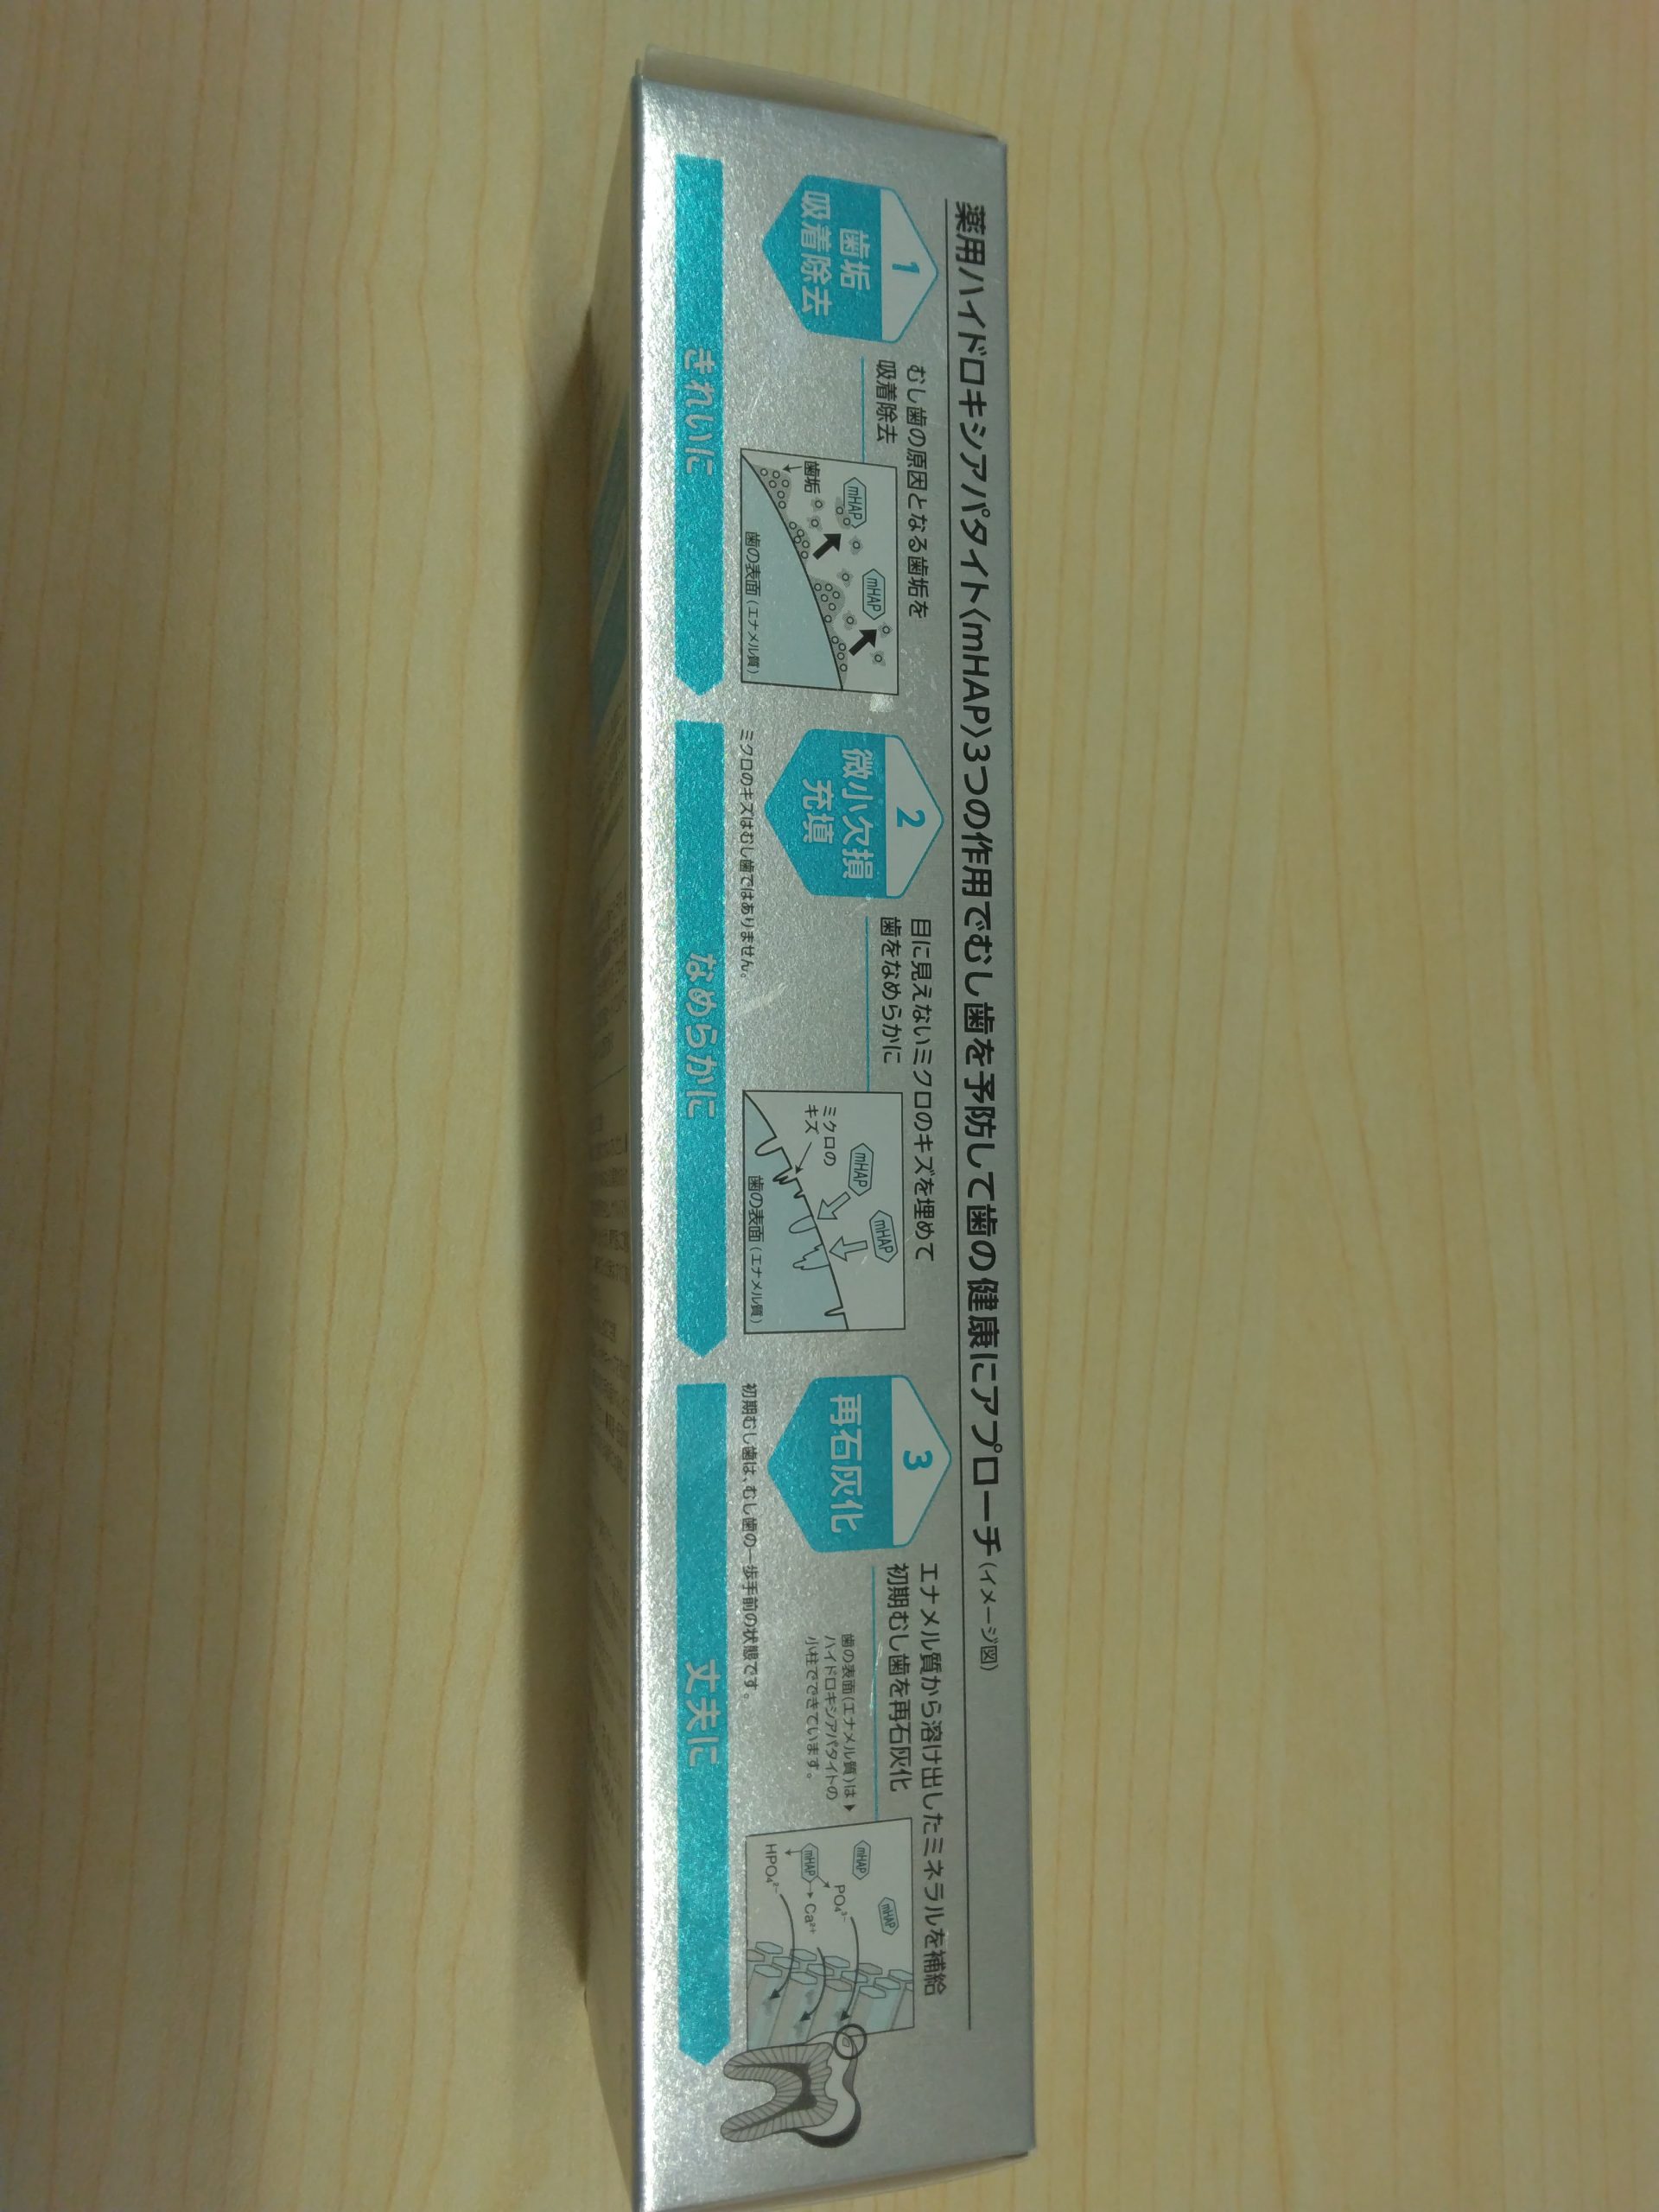 薬用ハイドロキシアパタイト〈mHAP〉3つの作用でむし歯を予防して歯の健康にアプローチ(イメージ図)
1
歯垢
吸着除去
むし歯の原因となる歯垢を
吸着除去
mHAP
mHAP
歯垢
歯の表面(エナメル質)
きれいに
2
微小欠損
充填
目に見えないミクロのキズを埋めて
歯をなめらかに
mHAP
mHAP
ミクロの
キズ
歯の表面(エナメル質)
ミクロのキズはむし歯ではありません。
なめらかに
3
再石灰化
エナメル質から溶け出したミネラルを補給
初期むし歯を再石灰化
歯の表面(エナメル質)は▶
ハイドロキシアパタイトの
小柱でできています。
mHAP
mHAP
mHAP
PO₄³⁻
Ca²⁺
HPO₄²⁻
初期むし歯は、むし歯の一歩手前の状態です。
丈夫に